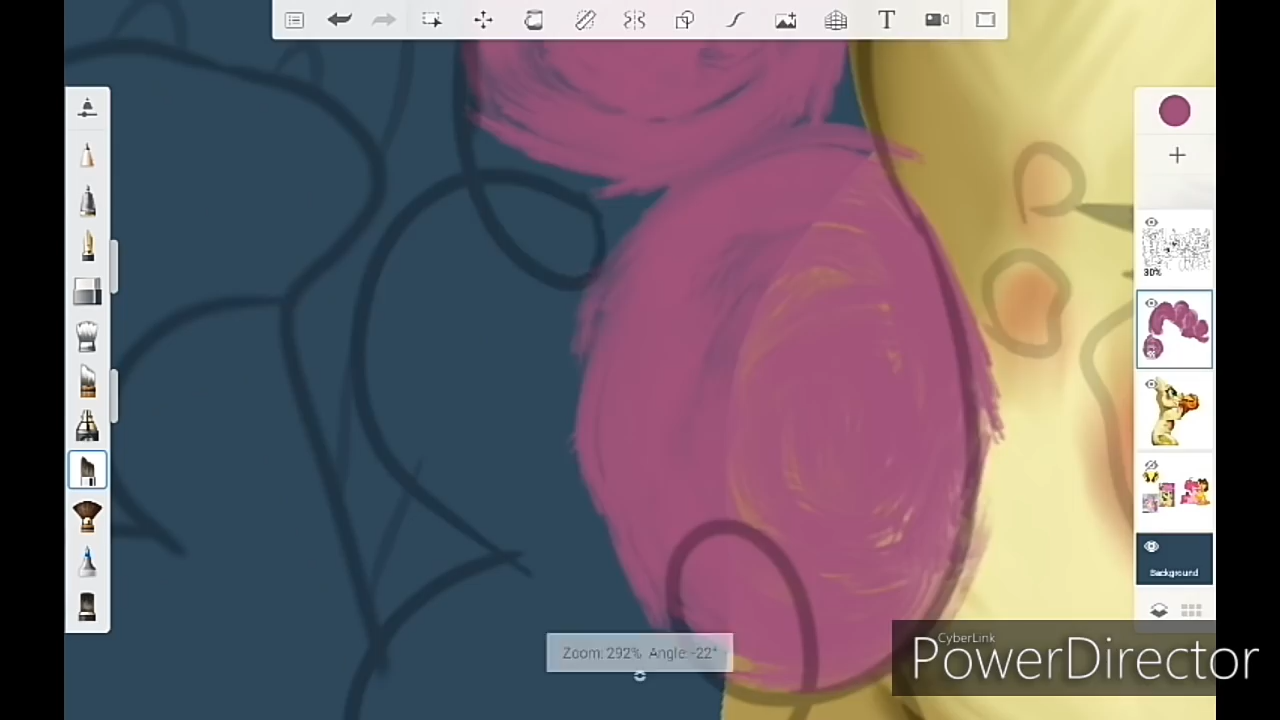 T
30%
Background
Zoom: 292% Angle: -22°
CyberLink
PowerDirector